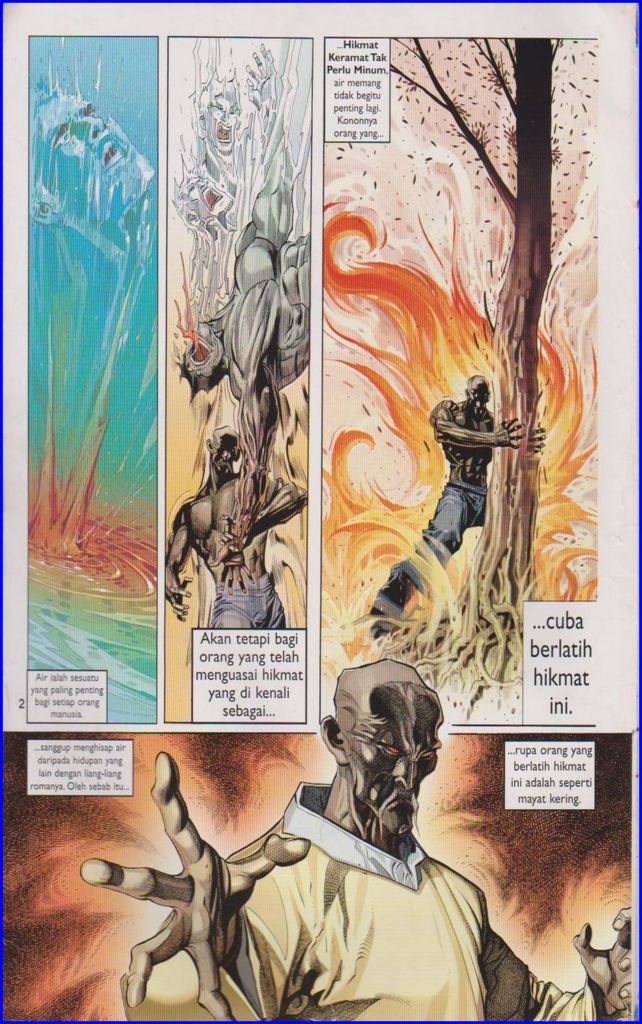 Air ialah sesuatu
yang paling penting
bagi setiap orang
manusia.
2
Akan tetapi bagi
orang yang telah
menguasai hikmat
yang di kenali
sebagai...
...Hikmat
Keramat Tak
Perlu Minum,
air memang
tidak begitu
penting lagi.
Kononnya
orang yang...
...cuba
berlatih
hikmat
ini.
...sanggup menghisap air
daripada hidupan yang
lain dengan liang-liang
romanya. Oleh sebab itu...
...rupa orang yang
berlatih hikmat
ini adalah seperti
mayat kering.